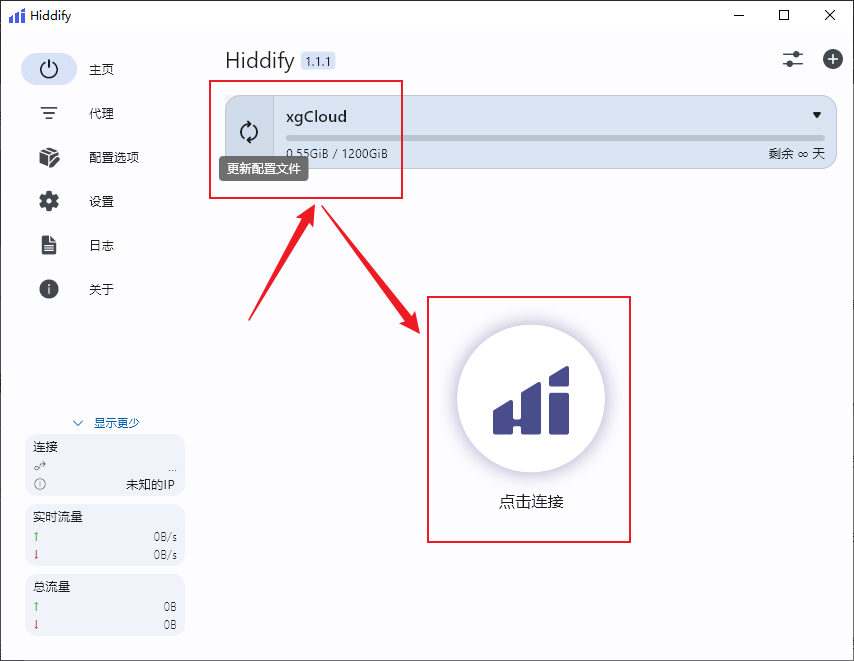 Hiddify
主页
代理
配置选项
设置
日志
关于
显示更少
连接
...
未知的IP
实时流量
↑ 0B/s
↓ 0B/s
总流量
↑ 0B
↓ 0B
Hiddify 1.1.1
xgCloud
0.55GiB / 1200GiB
剩余 ∞ 天
更新配置文件
点击连接